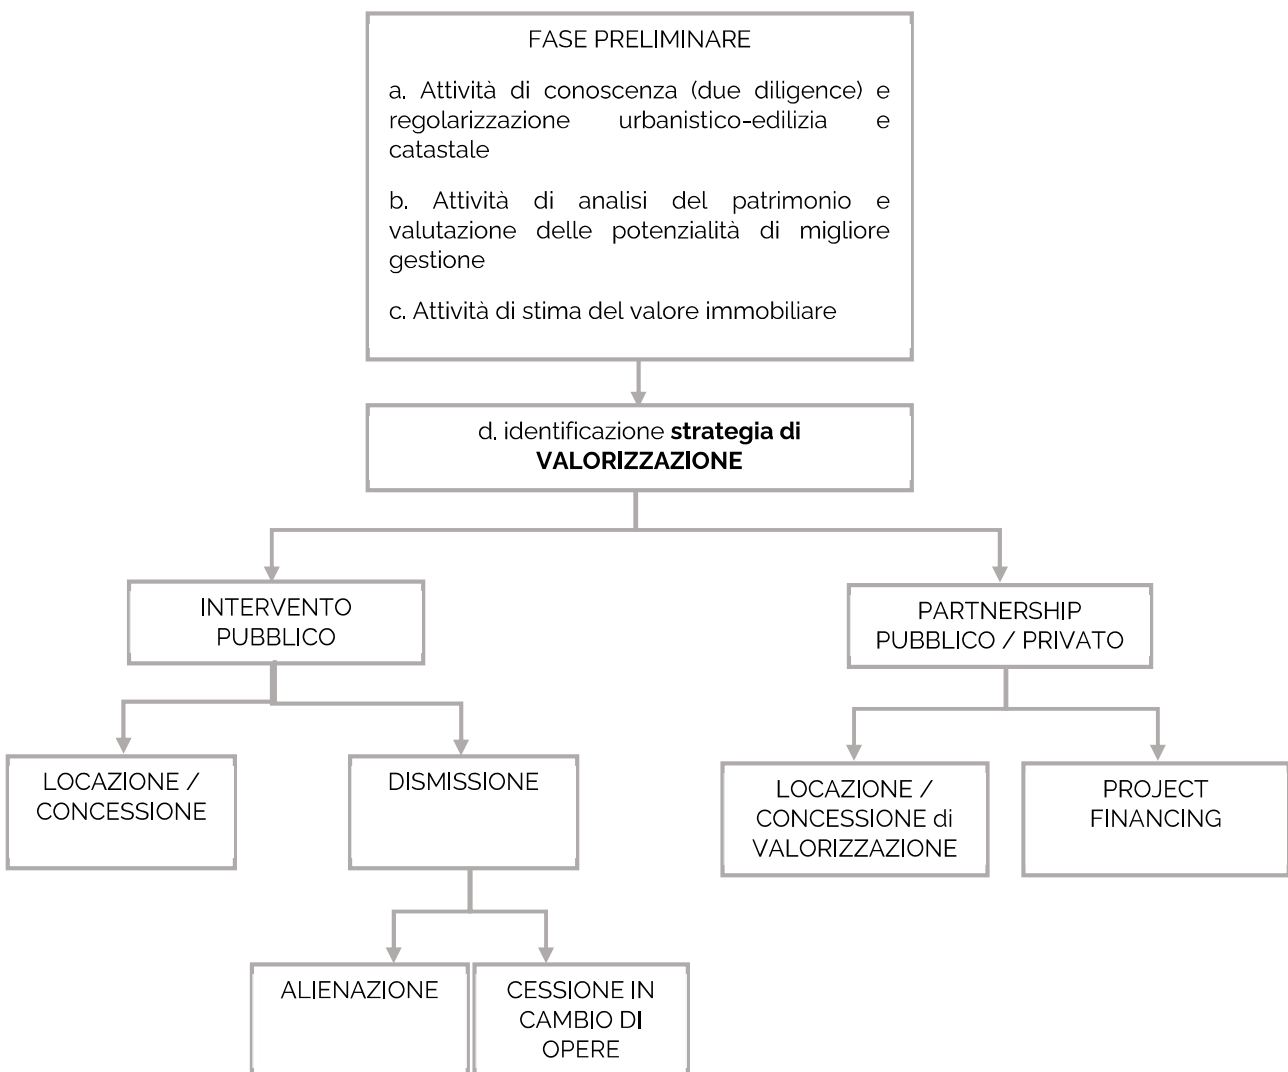 FASE PRELIMINARE
a. Attività di conoscenza (due diligence) e
regolarizzazione urbanistico-edilizia e
catastale
b. Attività di analisi del patrimonio e
valutazione delle potenzialità di migliore
gestione
c. Attività di stima del valore immobiliare
d. identificazione strategia di
VALORIZZAZIONE
INTERVENTO
PUBBLICO
PARTNERSHIP
PUBBLICO / PRIVATO
LOCAZIONE /
CONCESSIONE
DISMISSIONE
LOCAZIONE /
CONCESSIONE di
VALORIZZAZIONE
PROJECT
FINANCING
ALIENAZIONE
CESSIONE IN
CAMBIO DI
OPERE